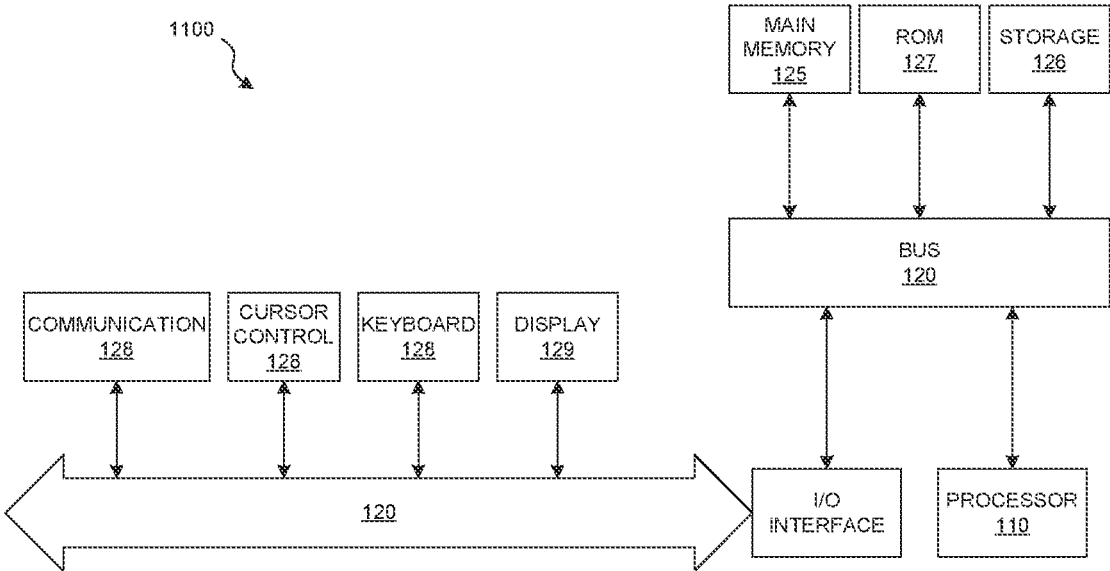 1100
MAIN
MEMORY
125
ROM
127
STORAGE
126
BUS
120
COMMUNICATION
128
CURSOR
CONTROL
128
KEYBOARD
128
DISPLAY
129
120
I/O
INTERFACE
PROCESSOR
110